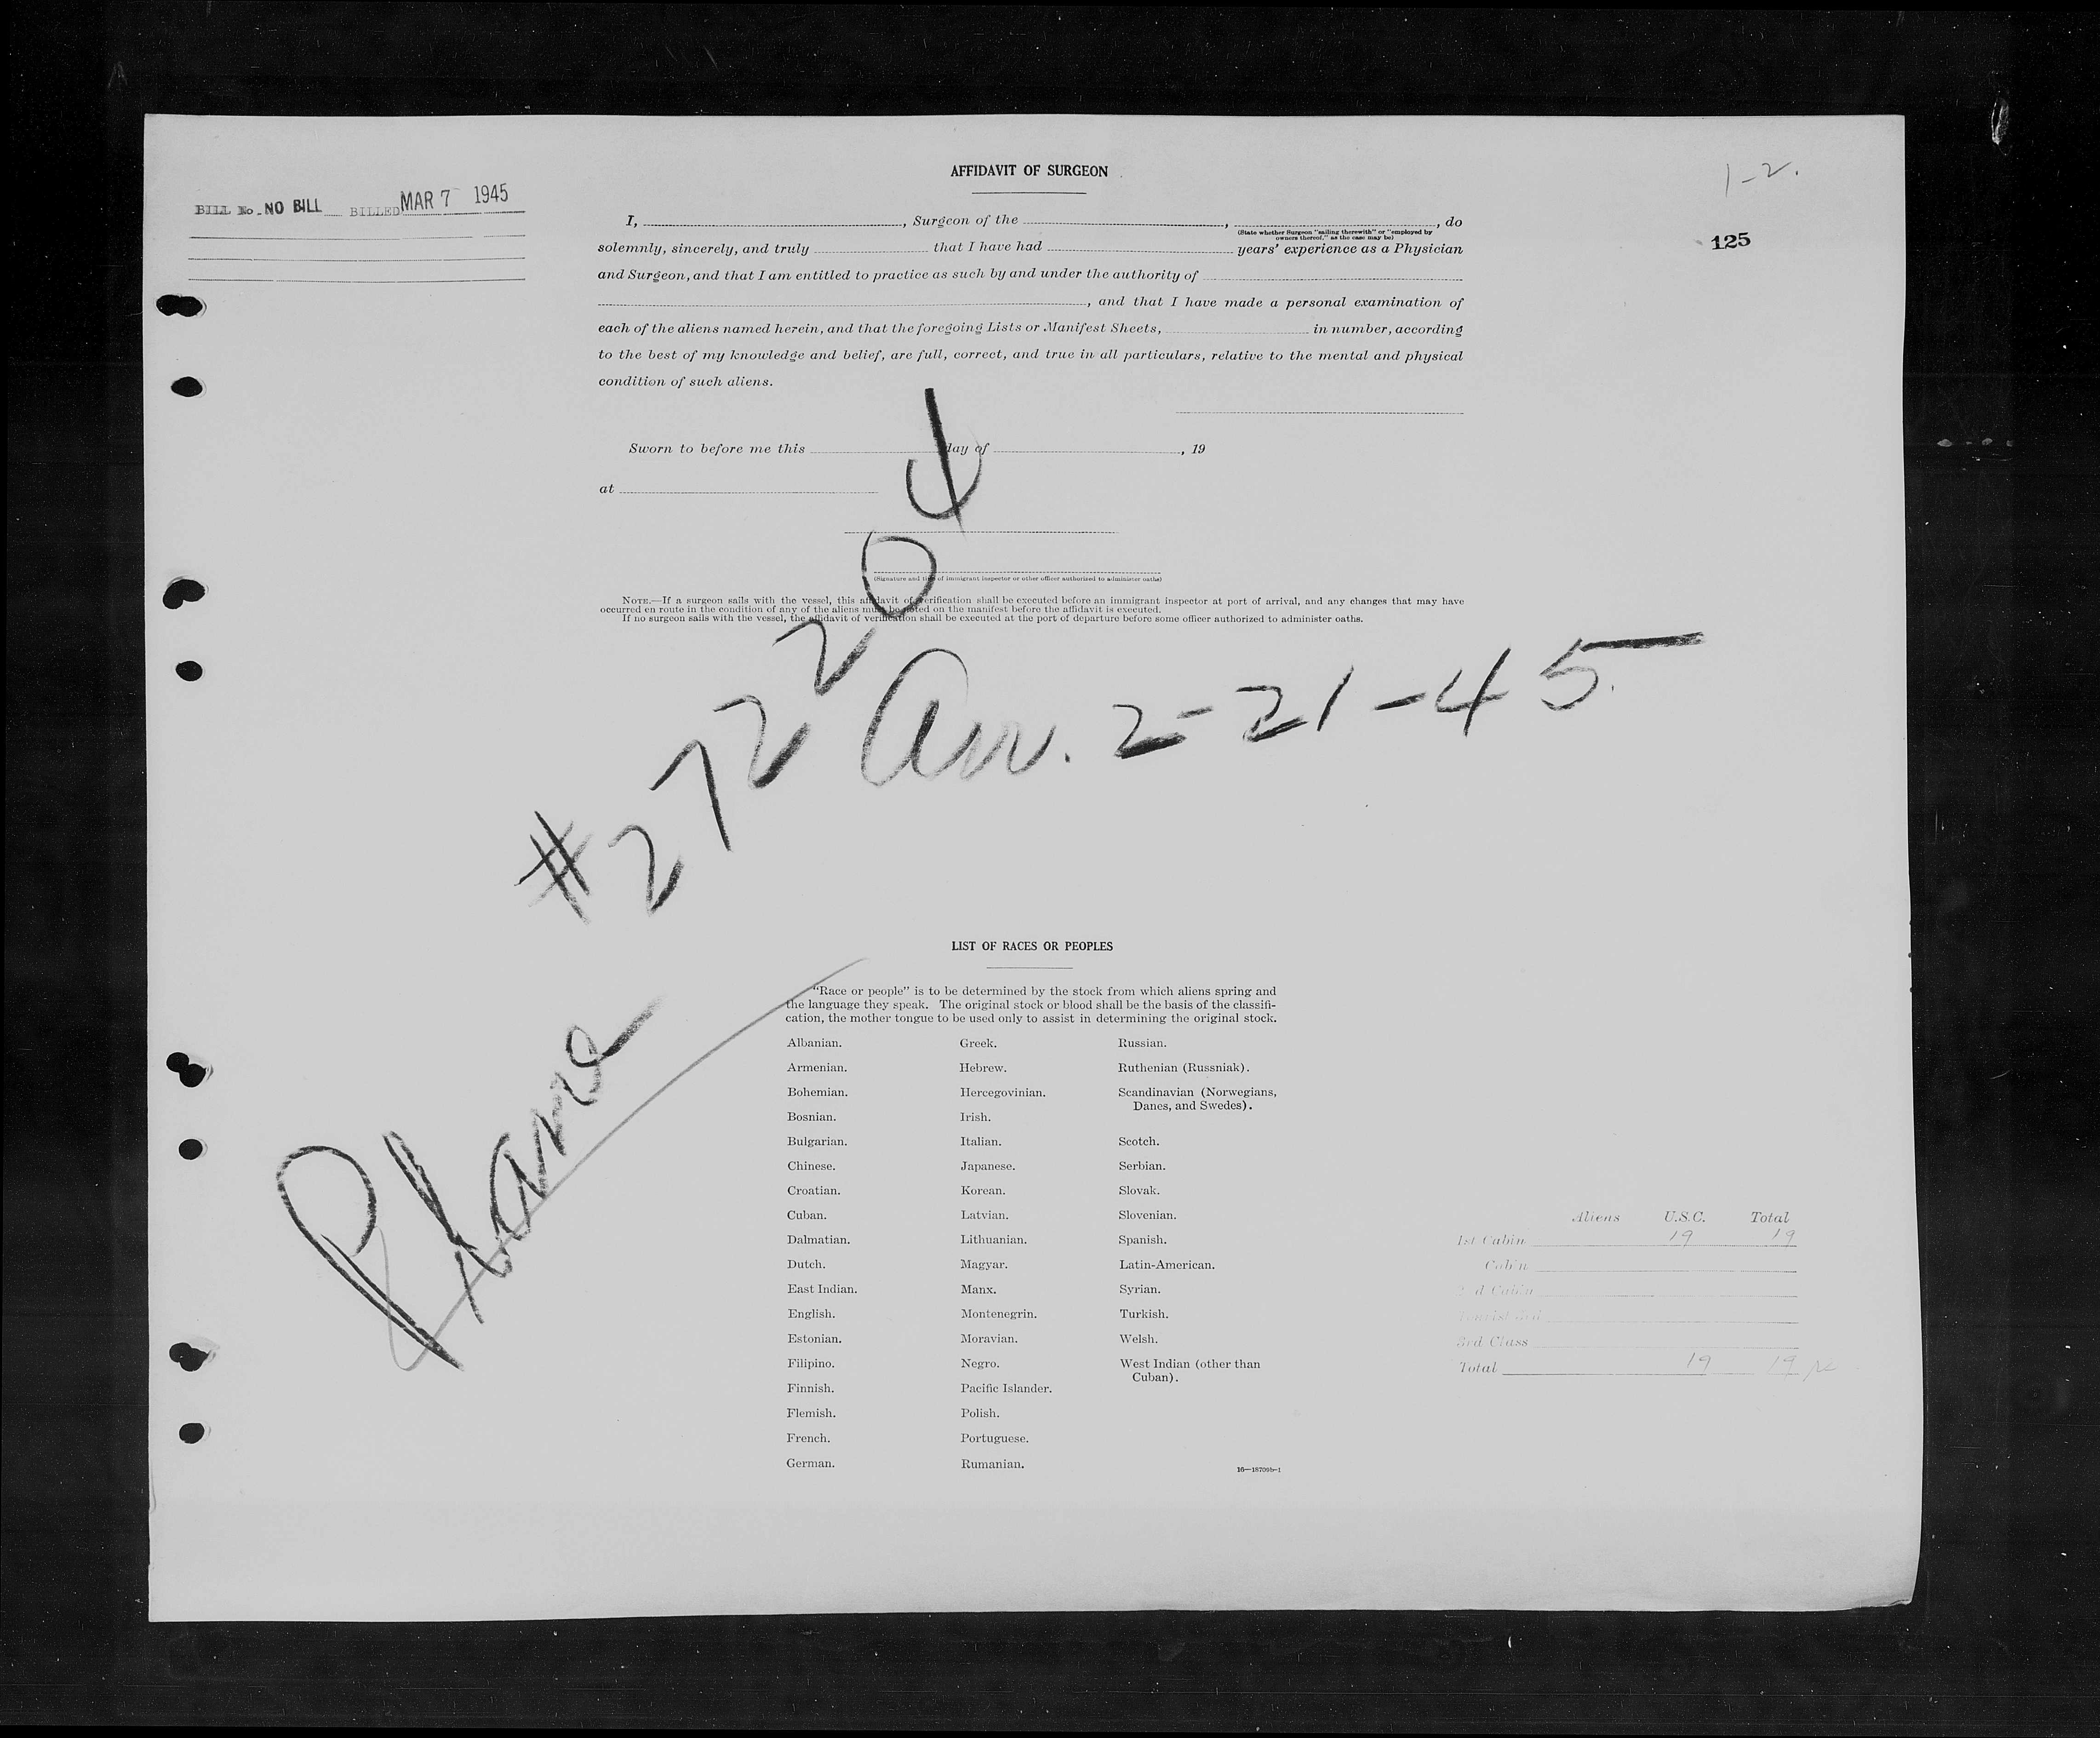 AFFIDAVIT OF SURGEON
1-2.
125
BILL No. NO BILL BILLED MAR 7 1945
I, , Surgeon of the , , do
(State whether Surgeon "sailing therewith" or "employed by
owners thereof," as the case may be)
solemnly, sincerely, and truly that I have had years' experience as a Physician
and Surgeon, and that I am entitled to practice as such by and under the authority of
, and that I have made a personal examination of
each of the aliens named herein, and that the foregoing Lists or Manifest Sheets, in number, according
to the best of my knowledge and belief, are full, correct, and true in all particulars, relative to the mental and physical
condition of such aliens.
Sworn to before me this day of , 19
at
(Signature and title of immigrant inspector or other officer authorized to administer oaths)
NOTE.—If a surgeon sails with the vessel, this affidavit of verification shall be executed before an immigrant inspector at port of arrival, and any changes that may have
occurred en route in the condition of any of the aliens must be noted on the manifest before the affidavit is executed.
If no surgeon sails with the vessel, the affidavit of verification shall be executed at the port of departure before some officer authorized to administer oaths.
#27220
Arr. 2-21-45
LIST OF RACES OR PEOPLES
"Race or people" is to be determined by the stock from which aliens spring and
the language they speak. The original stock or blood shall be the basis of the classifi-
cation, the mother tongue to be used only to assist in determining the original stock.
Albanian.
Armenian.
Bohemian.
Bosnian.
Bulgarian.
Chinese.
Croatian.
Cuban.
Dalmatian.
Dutch.
East Indian.
English.
Estonian.
Filipino.
Finnish.
Flemish.
French.
German.
Greek.
Hebrew.
Hercegovinian.
Irish.
Italian.
Japanese.
Korean.
Latvian.
Lithuanian.
Magyar.
Manx.
Montenegrin.
Moravian.
Negro.
Pacific Islander.
Polish.
Portuguese.
Rumanian.
Russian.
Ruthenian (Russniak).
Scandinavian (Norwegians,
Danes, and Swedes).
Scotch.
Serbian.
Slovak.
Slovenian.
Spanish.
Latin-American.
Syrian.
Turkish.
Welsh.
West Indian (other than
Cuban).
16—18709b-1
Aliens U.S.C. Total
1st Cabin 19 19
Cabin
2nd Cabin
Tourist 3rd
3rd Class
Total 19 19